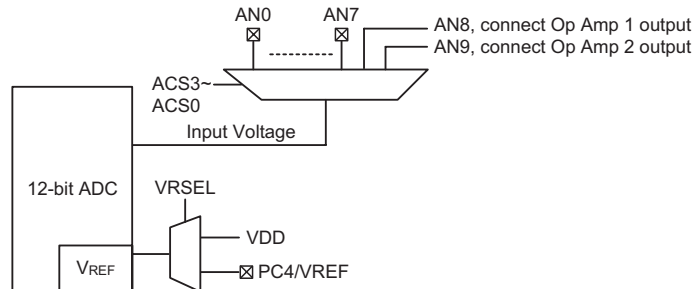 AN0 AN7
AN8, connect Op Amp 1 output
AN9, connect Op Amp 2 output
ACS3~
ACS0
Input Voltage
12-bit ADC
VRSEL
VDD
VREF
PC4/VREF